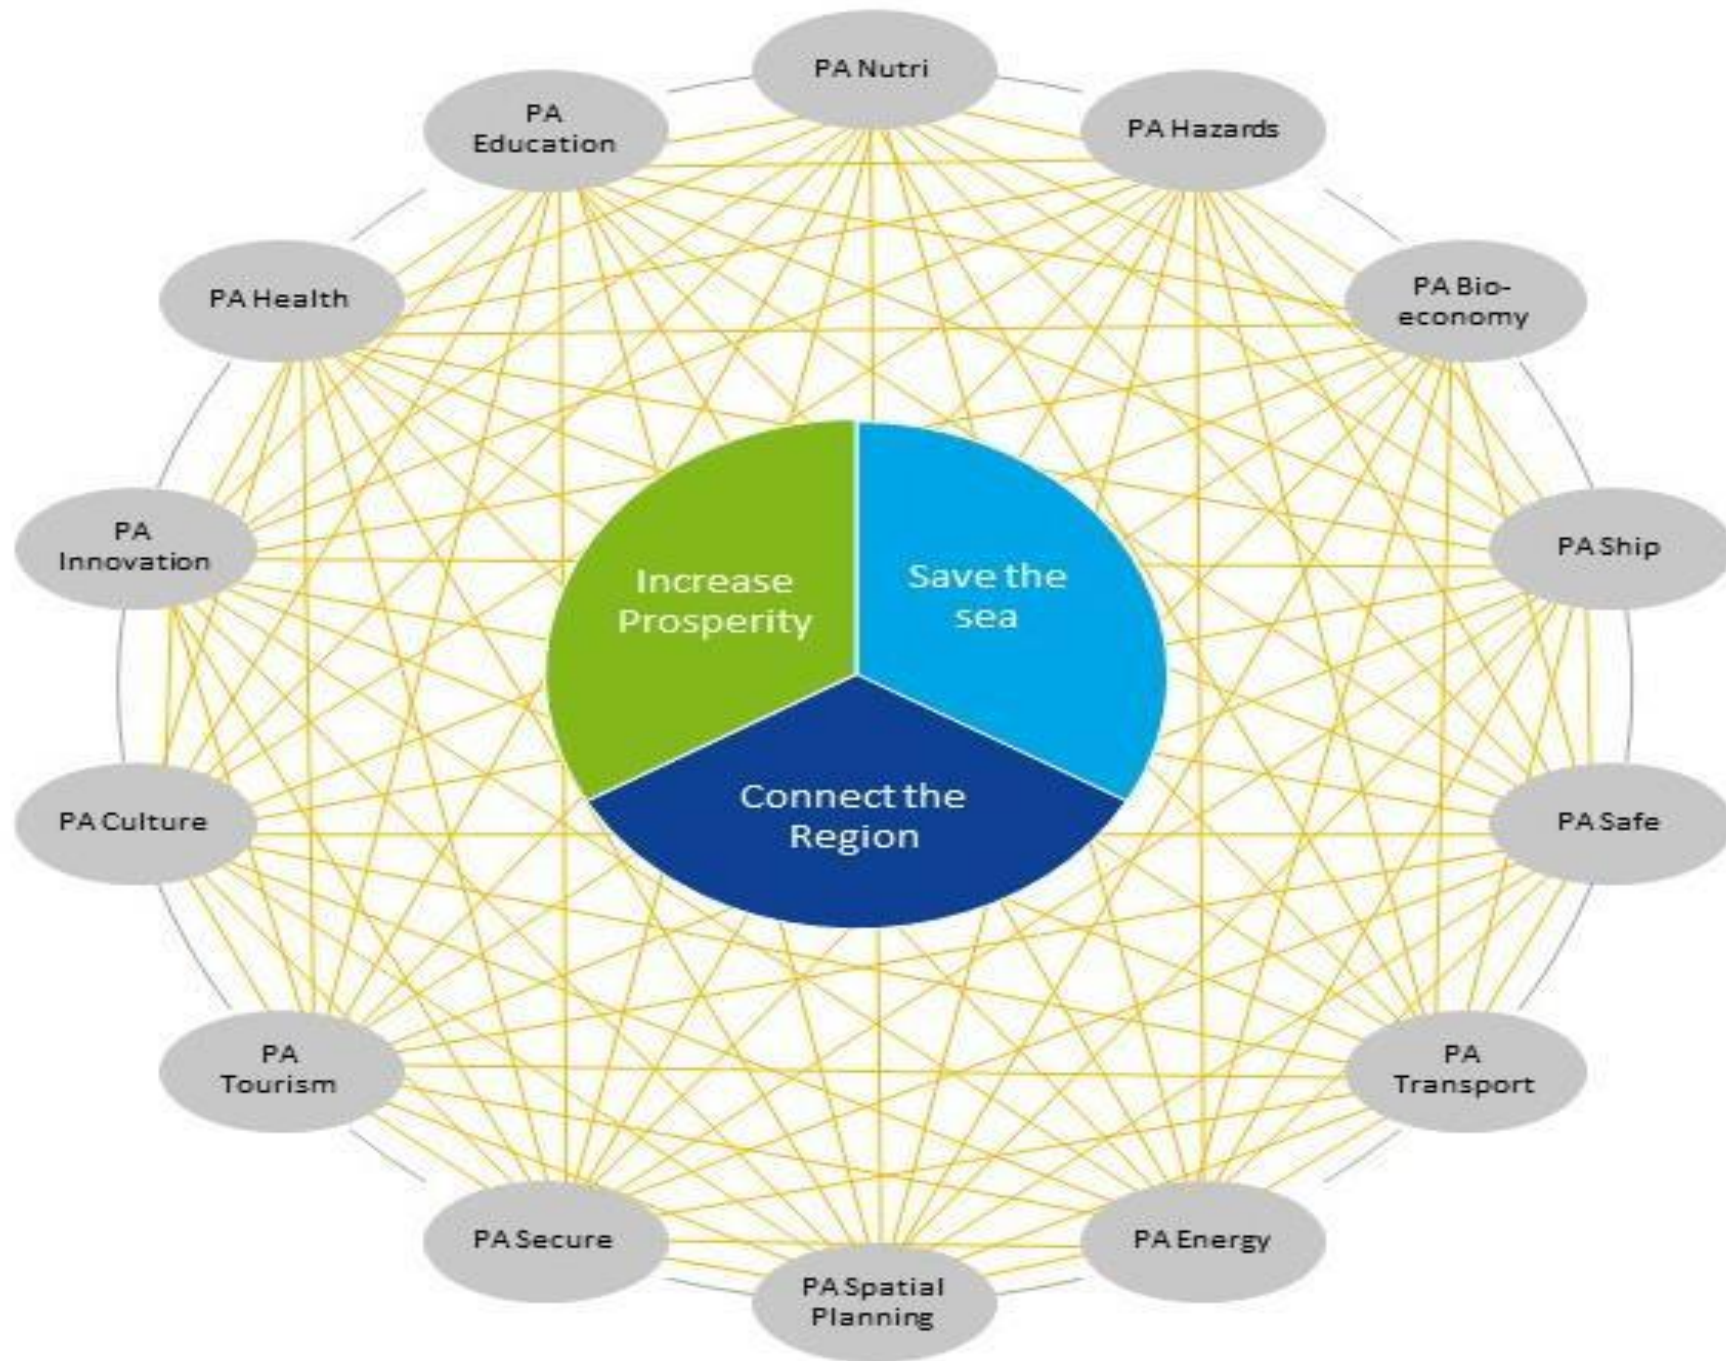 PA Nutri
PA
Education
PA Hazards
PA Health
PA Bio-
economy
PA
Innovation
Increase
Prosperity
Save the
sea
PA Ship
Connect the
Region
PA Culture
PA Safe
PA
Tourism
PA
Transport
PA Secure
PA Energy
PA Spatial
Planning